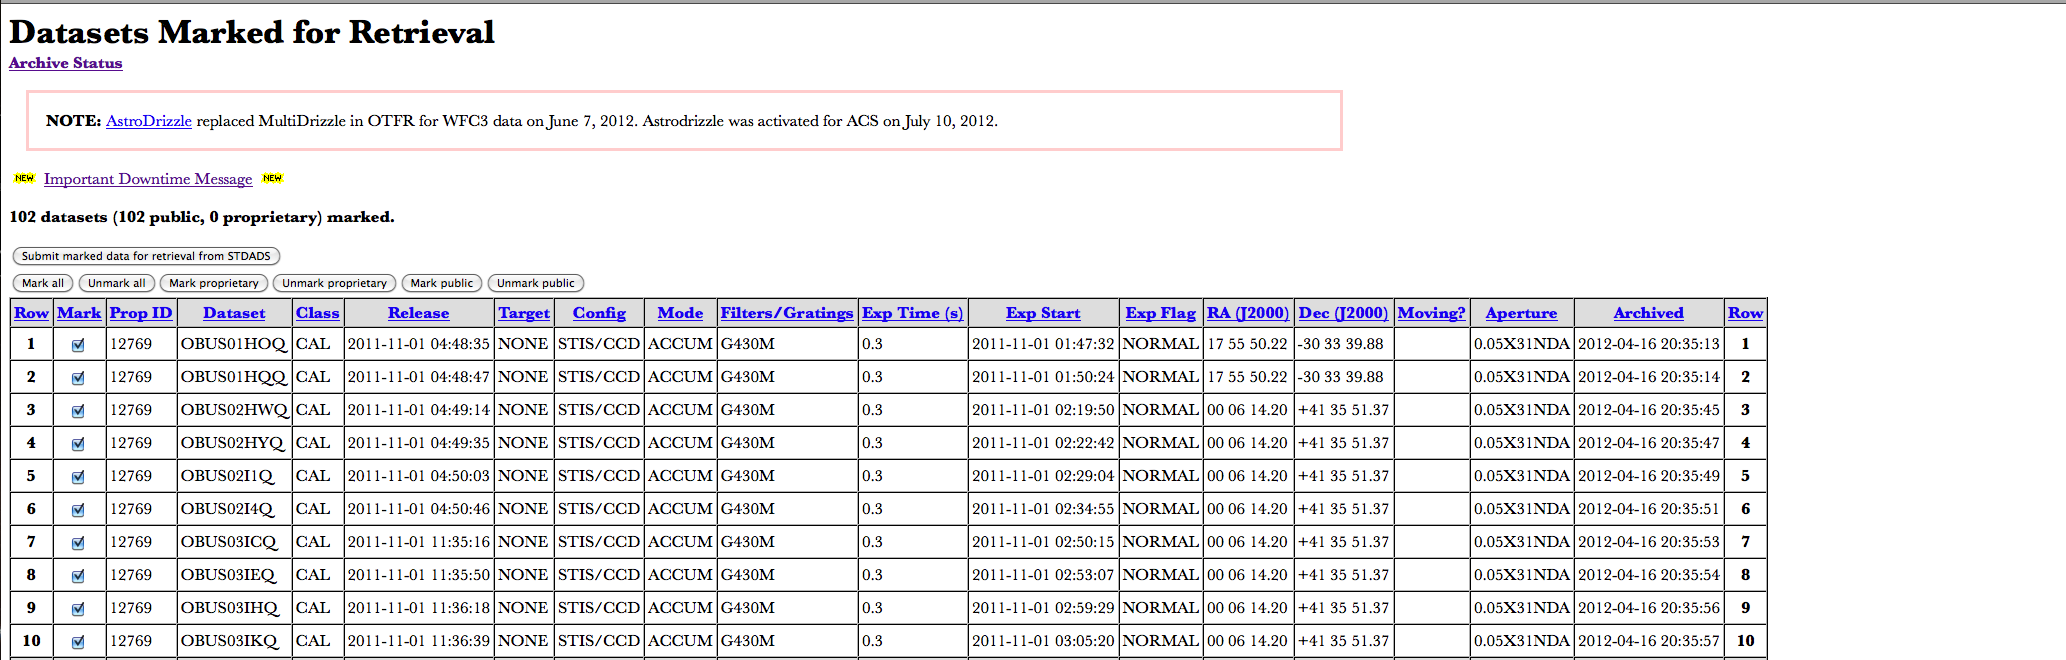 Datasets Marked for Retrieval
Archive Status
NOTE: AstroDrizzle replaced MultiDrizzle in OTFR for WFC3 data on June 7, 2012. Astrodrizzle was activated for ACS on July 10, 2012.
NEW Important Downtime Message NEW
102 datasets (102 public, 0 proprietary) marked.
Submit marked data for retrieval from STDADS
Mark all Unmark all Mark proprietary Unmark proprietary Mark public Unmark public
Row Mark Prop ID Dataset Class Release Target Config Mode Filters/Gratings Exp Time (s) Exp Start Exp Flag RA (J2000) Dec (J2000) Moving? Aperture Archived Row
1 12769 OBUS01HOQ CAL 2011-11-01 04:48:35 NONE STIS/CCD ACCUM G430M 0.3 2011-11-01 01:47:32 NORMAL 17 55 50.22 -30 33 39.88 0.05X31NDA 2012-04-16 20:35:13 1
2 12769 OBUS01HQQ CAL 2011-11-01 04:48:47 NONE STIS/CCD ACCUM G430M 0.3 2011-11-01 01:50:24 NORMAL 17 55 50.22 -30 33 39.88 0.05X31NDA 2012-04-16 20:35:14 2
3 12769 OBUS02HWQ CAL 2011-11-01 04:49:14 NONE STIS/CCD ACCUM G430M 0.3 2011-11-01 02:19:50 NORMAL 00 06 14.20 +41 35 51.37 0.05X31NDA 2012-04-16 20:35:45 3
4 12769 OBUS02HYQ CAL 2011-11-01 04:49:35 NONE STIS/CCD ACCUM G430M 0.3 2011-11-01 02:22:42 NORMAL 00 06 14.20 +41 35 51.37 0.05X31NDA 2012-04-16 20:35:47 4
5 12769 OBUS02I1Q CAL 2011-11-01 04:50:03 NONE STIS/CCD ACCUM G430M 0.3 2011-11-01 02:29:04 NORMAL 00 06 14.20 +41 35 51.37 0.05X31NDA 2012-04-16 20:35:49 5
6 12769 OBUS02I4Q CAL 2011-11-01 04:50:46 NONE STIS/CCD ACCUM G430M 0.3 2011-11-01 02:34:55 NORMAL 00 06 14.20 +41 35 51.37 0.05X31NDA 2012-04-16 20:35:51 6
7 12769 OBUS03ICQ CAL 2011-11-01 11:35:16 NONE STIS/CCD ACCUM G430M 0.3 2011-11-01 02:50:15 NORMAL 00 06 14.20 +41 35 51.37 0.05X31NDA 2012-04-16 20:35:53 7
8 12769 OBUS03IEQ CAL 2011-11-01 11:35:50 NONE STIS/CCD ACCUM G430M 0.3 2011-11-01 02:53:07 NORMAL 00 06 14.20 +41 35 51.37 0.05X31NDA 2012-04-16 20:35:54 8
9 12769 OBUS03IHQ CAL 2011-11-01 11:36:18 NONE STIS/CCD ACCUM G430M 0.3 2011-11-01 02:59:29 NORMAL 00 06 14.20 +41 35 51.37 0.05X31NDA 2012-04-16 20:35:56 9
10 12769 OBUS03IKQ CAL 2011-11-01 11:36:39 NONE STIS/CCD ACCUM G430M 0.3 2011-11-01 03:05:20 NORMAL 00 06 14.20 +41 35 51.37 0.05X31NDA 2012-04-16 20:35:57 10